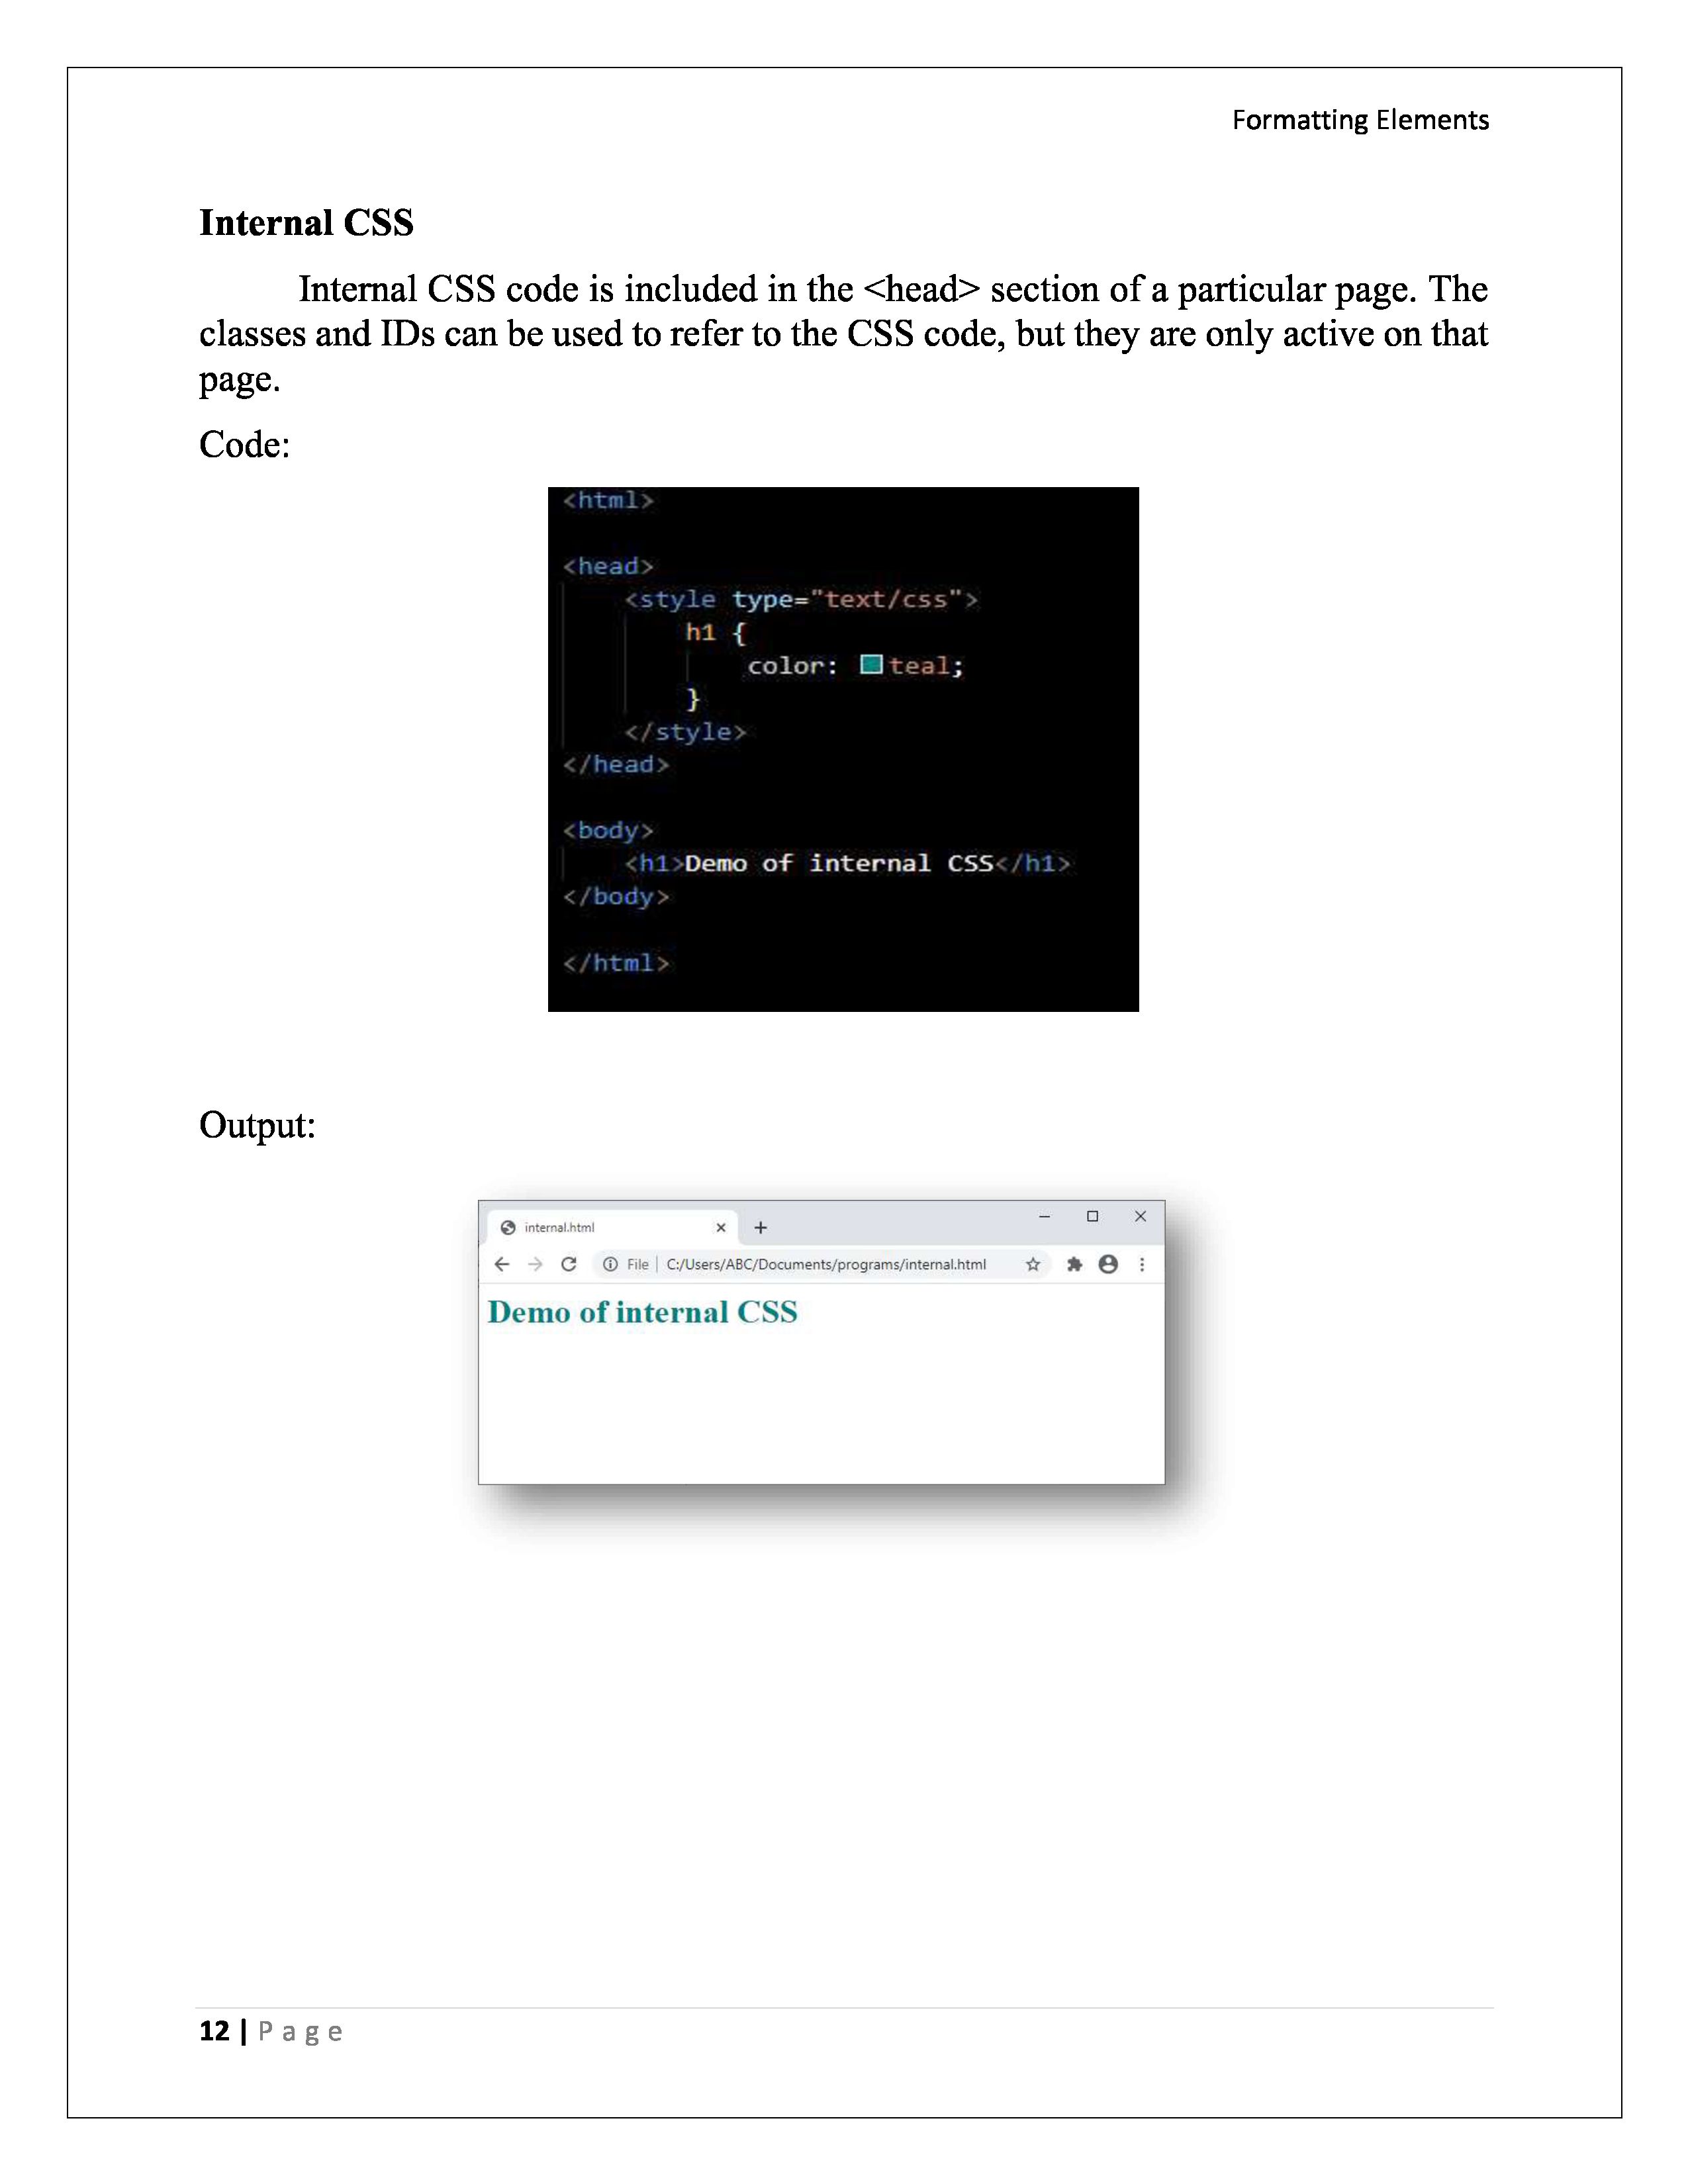 Formatting Elements
Internal CSS
Internal CSS code is included in the <head> section of a particular page. The
classes and IDs can be used to refer to the CSS code, but they are only active on that
page.
Code:
<html>
<head>
<style type="text/css">
h1 {
color: teal;
}
</style>
</head>
<body>
<h1>Demo of internal CSS</h1>
</body>
</html>
Output:
internal.html
File | C:/Users/ABC/Documents/programs/internal.html
Demo of internal CSS
12 | Page